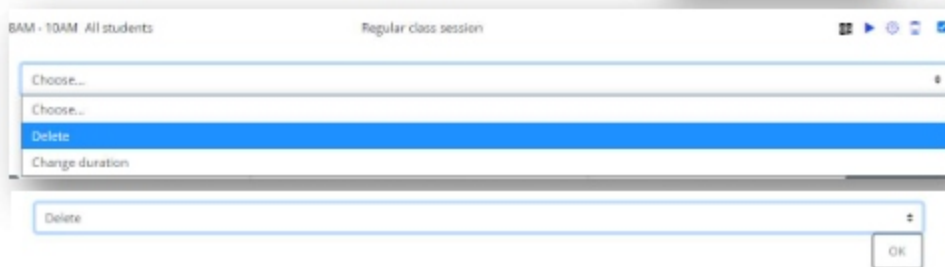 8AM - 10AM All students Regular class session
Choose...
Choose...
Delete
Change duration
Delete
OK